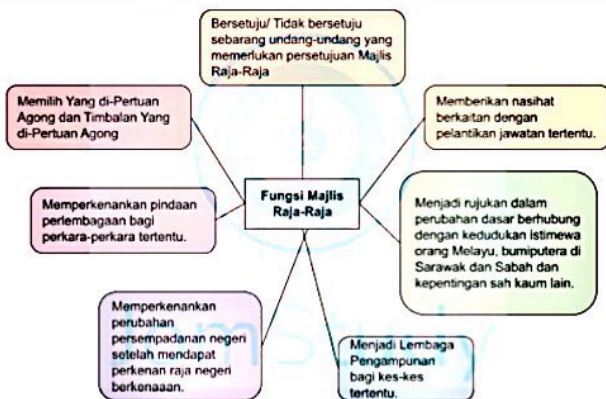 Bersetuju/ Tidak bersetuju
sebarang undang-undang yang
memerlukan persetujuan Majlis
Raja-Raja
Memilih Yang di-Pertuan
Agong dan Timbalan Yang
di-Pertuan Agong
Memberikan nasihat
berkaitan dengan
pelantikan jawatan tertentu.
Fungsi Majlis
Raja-Raja
Memperkenankan pindaan
perlembagaan bagi
perkara-perkara tertentu.
Menjadi rujukan dalam
perubahan dasar berhubung
dengan kedudukan Istimewa
orang Melayu, bumiputera di
Sarawak dan Sabah dan
kepentingan sah kaum lain.
Memperkenankan
perubahan
persempadanan negeri
setelah mendapat
perkenan raja negeri
berkenaaan.
Menjadi Lembaga
Pengampunan
bagi kes-kes
tertentu.